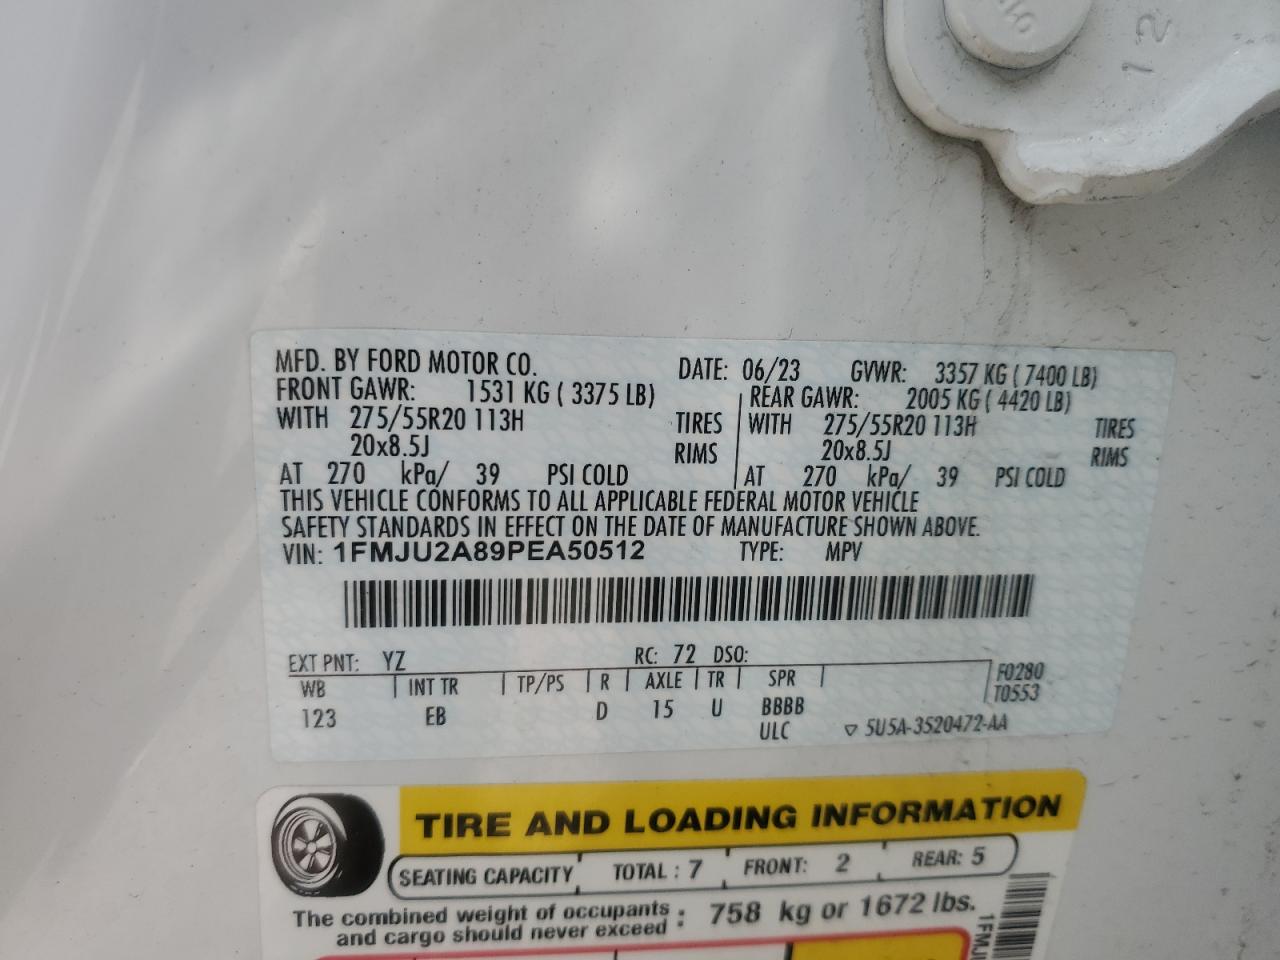 12
MFD. BY FORD MOTOR CO. DATE: 06/23 GVWR: 3357 KG ( 7400 LB)
FRONT GAWR: 1531 KG ( 3375 LB) REAR GAWR: 2005 KG ( 4420 LB)
WITH 275/55R20 113H TIRES WITH 275/55R20 113H TIRES
20x8.5J RIMS 20x8.5J RIMS
AT 270 kPa/ 39 PSI COLD AT 270 kPa/ 39 PSI COLD
THIS VEHICLE CONFORMS TO ALL APPLICABLE FEDERAL MOTOR VEHICLE
SAFETY STANDARDS IN EFFECT ON THE DATE OF MANUFACTURE SHOWN ABOVE.
VIN: 1FMJU2A89PEA50512 TYPE: MPV
EXT PNT: YZ RC: 72 DSO:
WB INT TR TP/PS R AXLE TR SPR F0280
123 EB D 15 U BBBB T0553
ULC ▽ 5U5A-3520472-AA
TIRE AND LOADING INFORMATION
SEATING CAPACITY TOTAL : 7 FRONT: 2 REAR: 5
The combined weight of occupants : 758 kg or 1672 lbs.
and cargo should never exceed